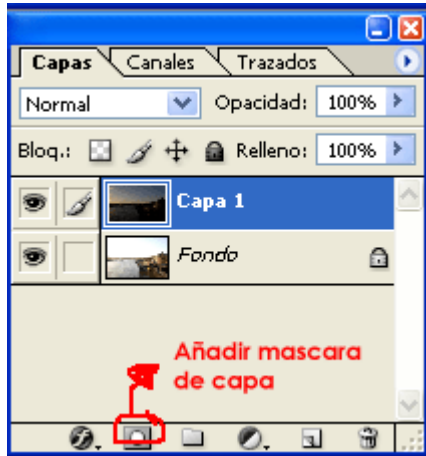 Capas Canales Trazados
Normal Opacidad: 100%
Bloq.: Relleno: 100%
Capa 1
Fondo
Añadir mascara
de capa